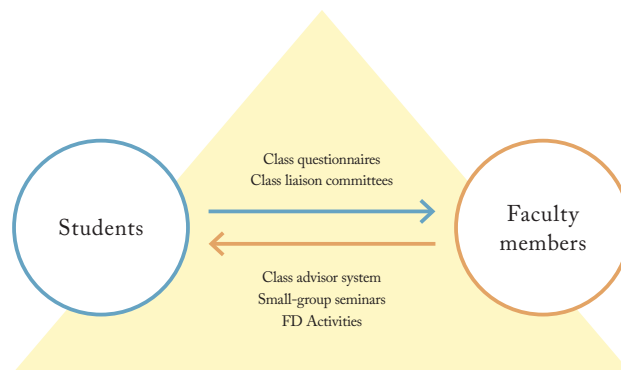 Class questionnaires
Class liaison committees
Students
Faculty
members
Class advisor system
Small-group seminars
FD Activities